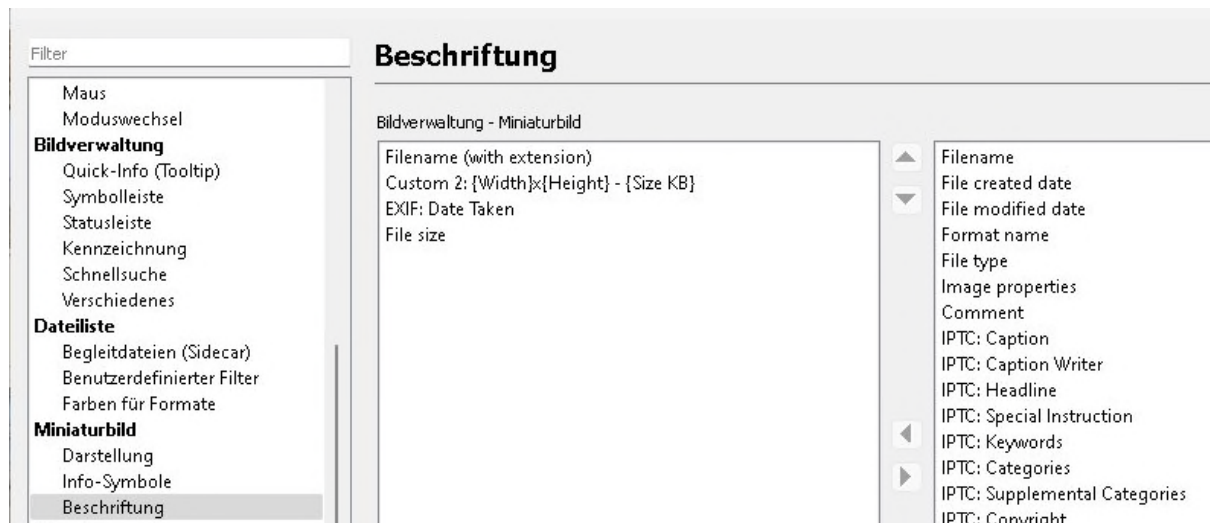 Filter
Maus
Moduswechsel
Bildverwaltung
Quick-Info (Tooltip)
Symbolleiste
Statusleiste
Kennzeichnung
Schnellsuche
Verschiedenes
Dateiliste
Begleitdateien (Sidecar)
Benutzerdefinierter Filter
Farben für Formate
Miniaturbild
Darstellung
Info-Symbole
Beschriftung
Beschriftung
Bildverwaltung - Miniaturbild
Filename (with extension)
Custom 2: {Width}x{Height} - {Size KB}
EXIF: Date Taken
File size
Filename
File created date
File modified date
Format name
File type
Image properties
Comment
IPTC: Caption
IPTC: Caption Writer
IPTC: Headline
IPTC: Special Instruction
IPTC: Keywords
IPTC: Categories
IPTC: Supplemental Categories
IPTC: Copyright